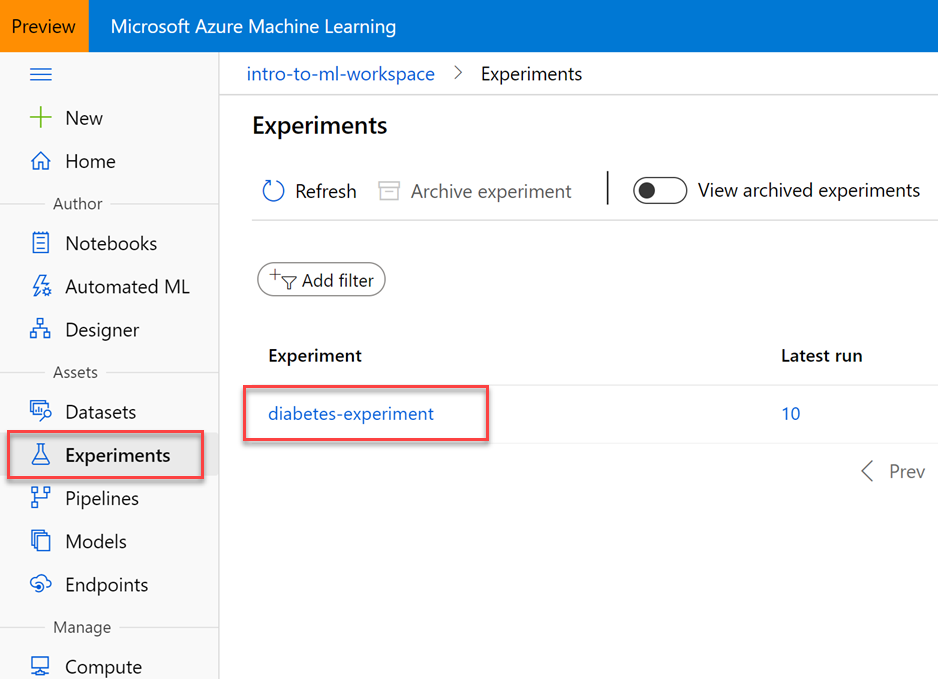 Preview
Microsoft Azure Machine Learning
New
Home
Author
Notebooks
Automated ML
Designer
Assets
Datasets
Experiments
Pipelines
Models
Endpoints
Manage
Compute
intro-to-ml-workspace > Experiments
Experiments
Refresh Archive experiment View archived experiments
Add filter
Experiment Latest run
diabetes-experiment 10
Prev